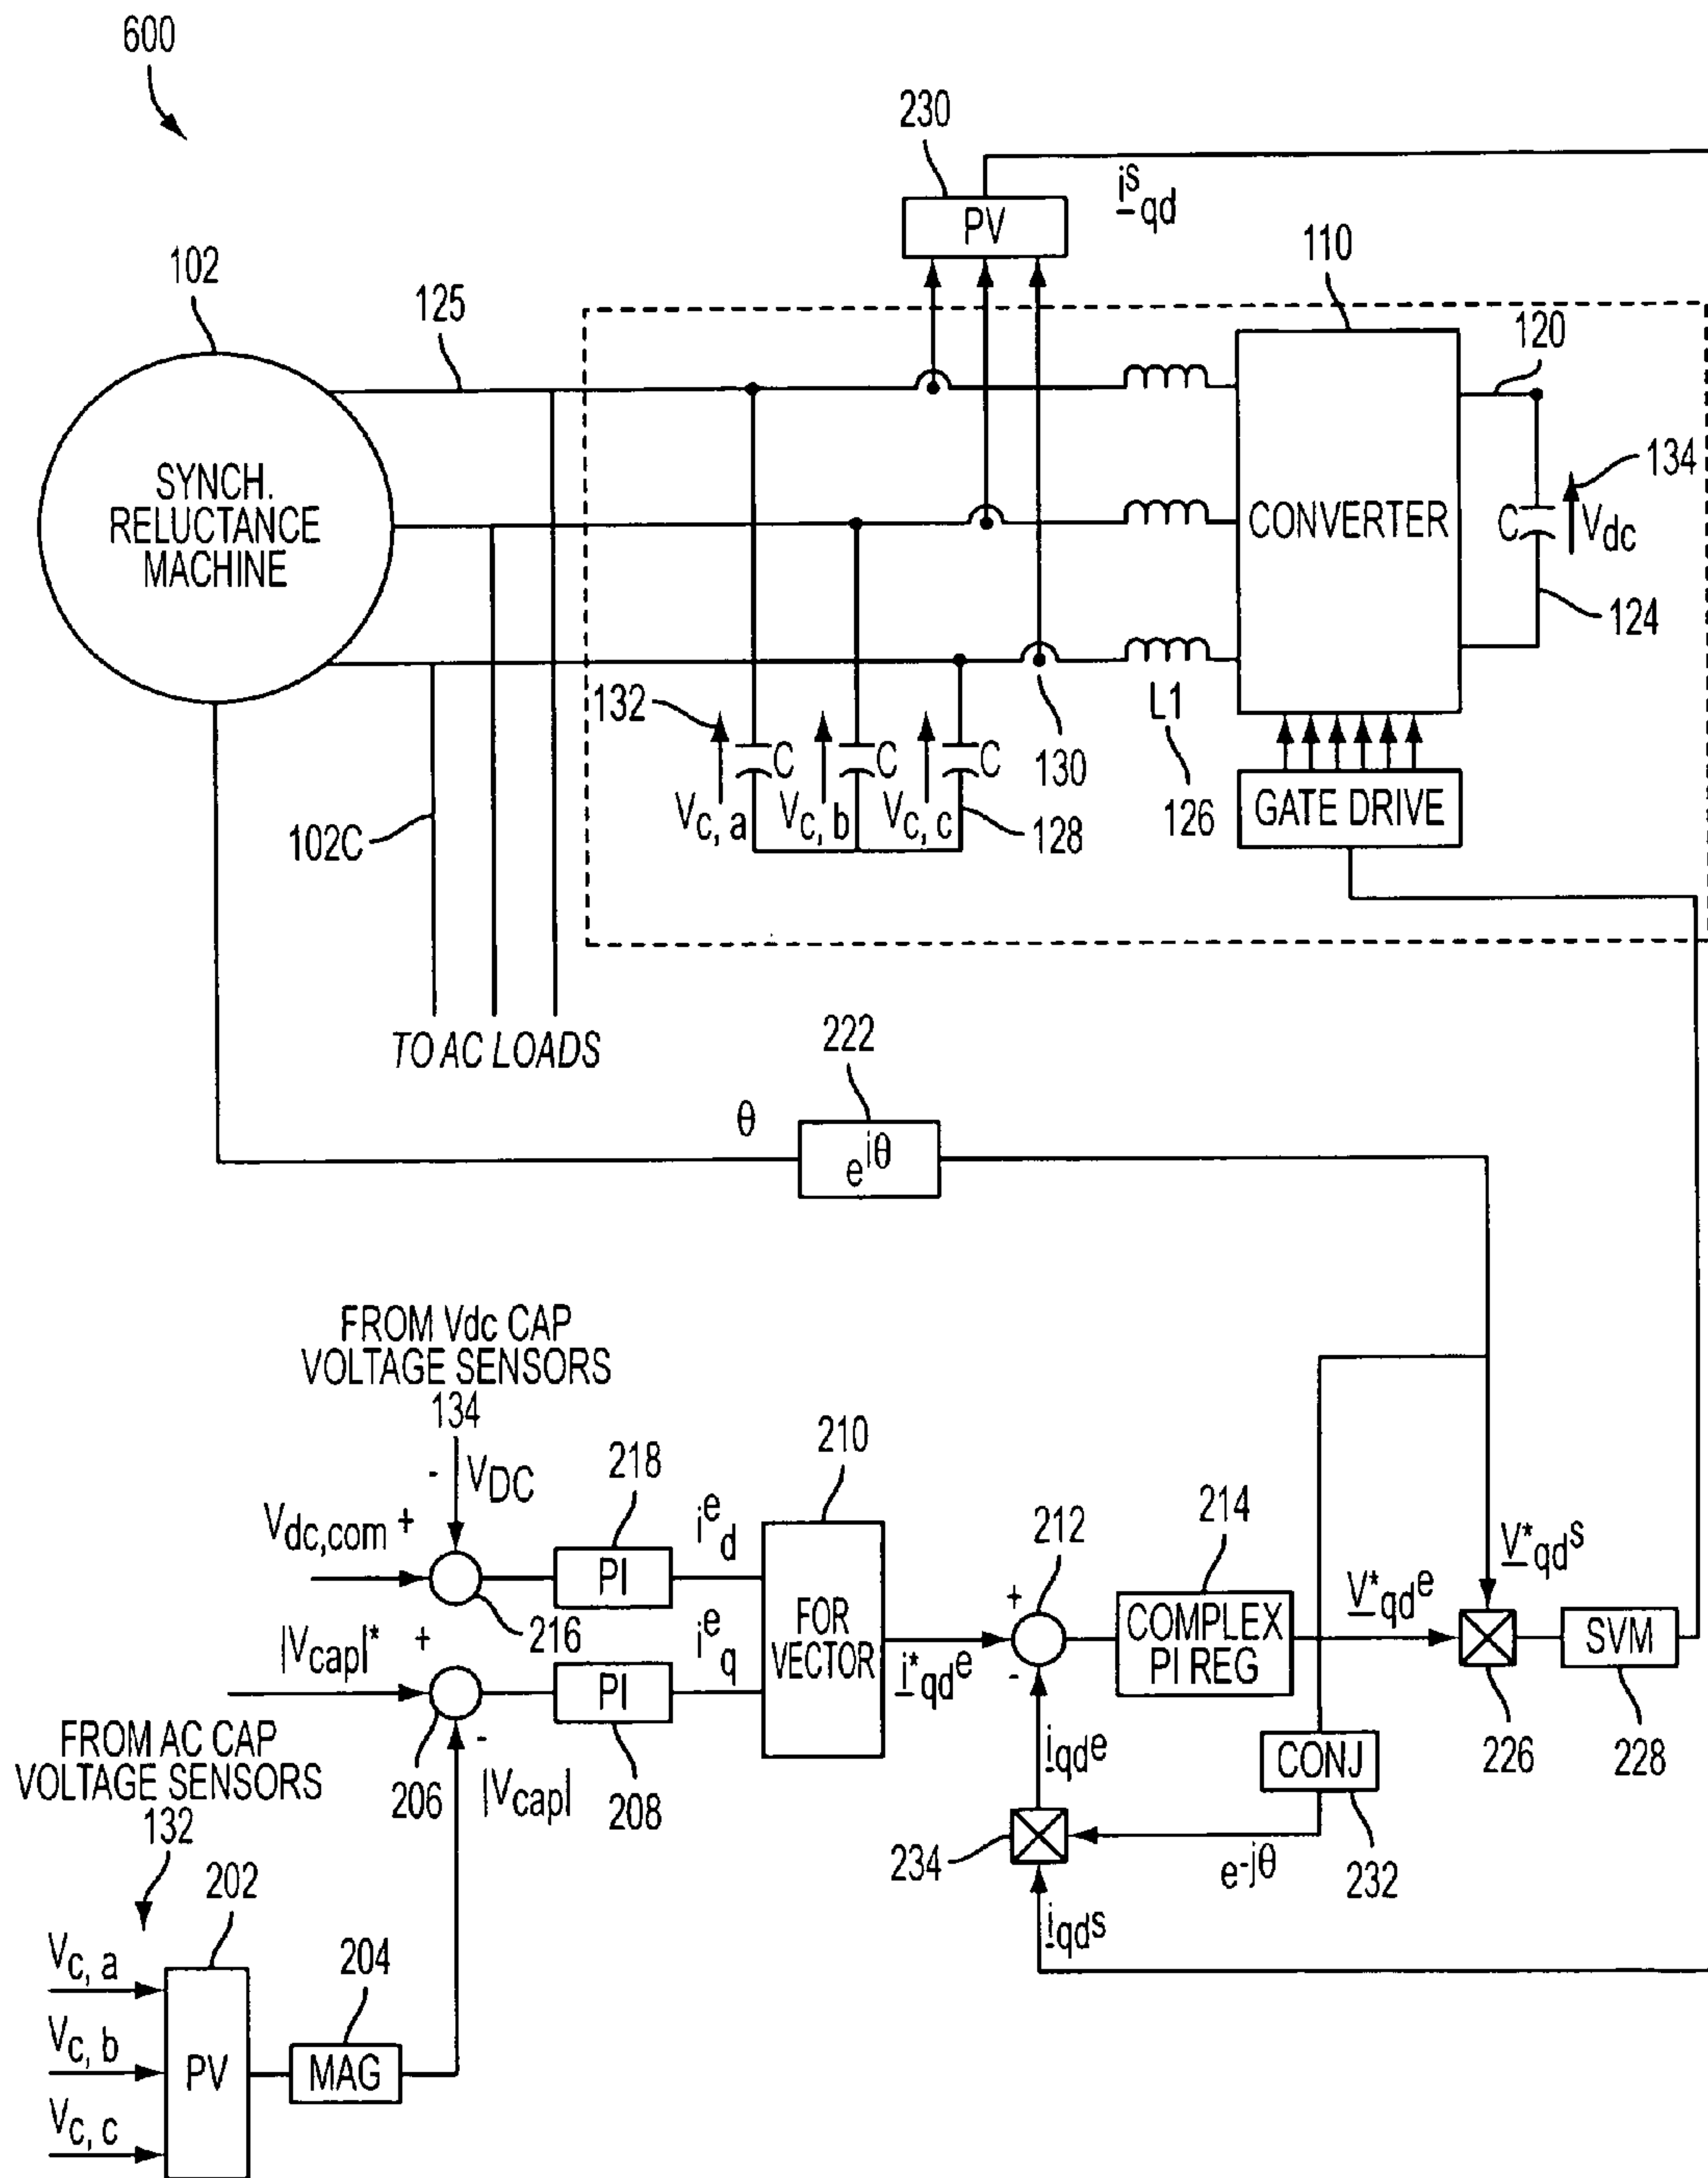 600
230
i^s_qd
PV
102
110
125
120
SYNCH.
RELUCTANCE
MACHINE
CONVERTER
134
C
Vdc
124
132
L1
C
C
C
130
126
Vc, a
Vc, b
Vc, c
128
GATE DRIVE
102C
TO AC LOADS
222
θ
e^jθ
FROM Vdc CAP
VOLTAGE SENSORS
134
- VDC
218
210
Vdc,com +
i^e_d
212
214
PI
V*qd^s
216
FOR
VECTOR
+
COMPLEX
PI REG
V*qd^e
|Vcap|* +
i^e_q
SVM
PI
i*qd^e
-
FROM AC CAP
VOLTAGE SENSORS
132
-
206
|Vcap|
208
iqd^e
CONJ
226
228
234
e^-jθ
232
202
iqd^s
Vc, a
204
Vc, b
PV
MAG
Vc, c